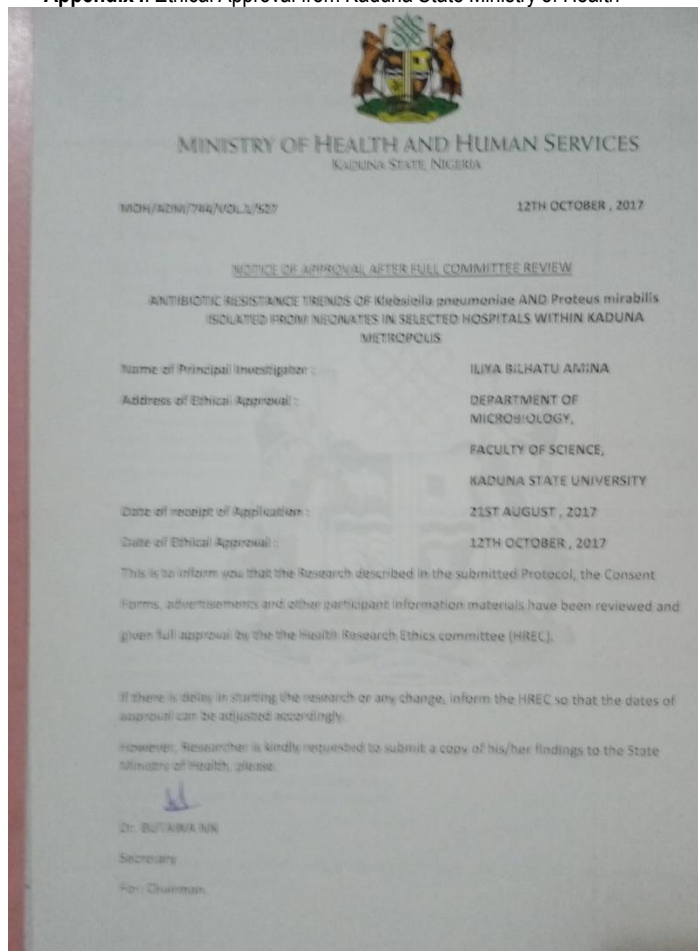 Ethical Approval from Kaduna State Ministry of Health
MINISTRY OF HEALTH AND HUMAN SERVICES
KADUNA STATE, NIGERIA
12TH OCTOBER , 2017
NOTICE OF APPROVAL AFTER FULL COMMITTEE REVIEW
ANTIBIOTIC RESISTANCE TRENDS OF Klebsiella pneumoniae AND Proteus mirabilis
ISOLATED FROM NEONATES IN SELECTED HOSPITALS WITHIN KADUNA
METROPOLIS
Name of Principal Investigator :
ILIYA BILHATU AMINA
Address of Ethical Approval :
DEPARTMENT OF
MICROBIOLOGY,
FACULTY OF SCIENCE,
KADUNA STATE UNIVERSITY
Date of receipt of Application :
21ST AUGUST , 2017
Date of Ethical Approval :
12TH OCTOBER , 2017
This is to inform you that the Research described in the submitted Protocol, the Consent
Forms, advertisements and other participant information materials have been reviewed and
given full approval by the the Health Research Ethics committee (HREC).
If there is delay in starting the research or any change, inform the HREC so that the dates of
approval can be adjusted accordingly.
However, Researcher is kindly requested to submit a copy of his/her findings to the State
Ministry of Health, please.
Dr. BUTAWA NN
Secretary
For: Chairman.